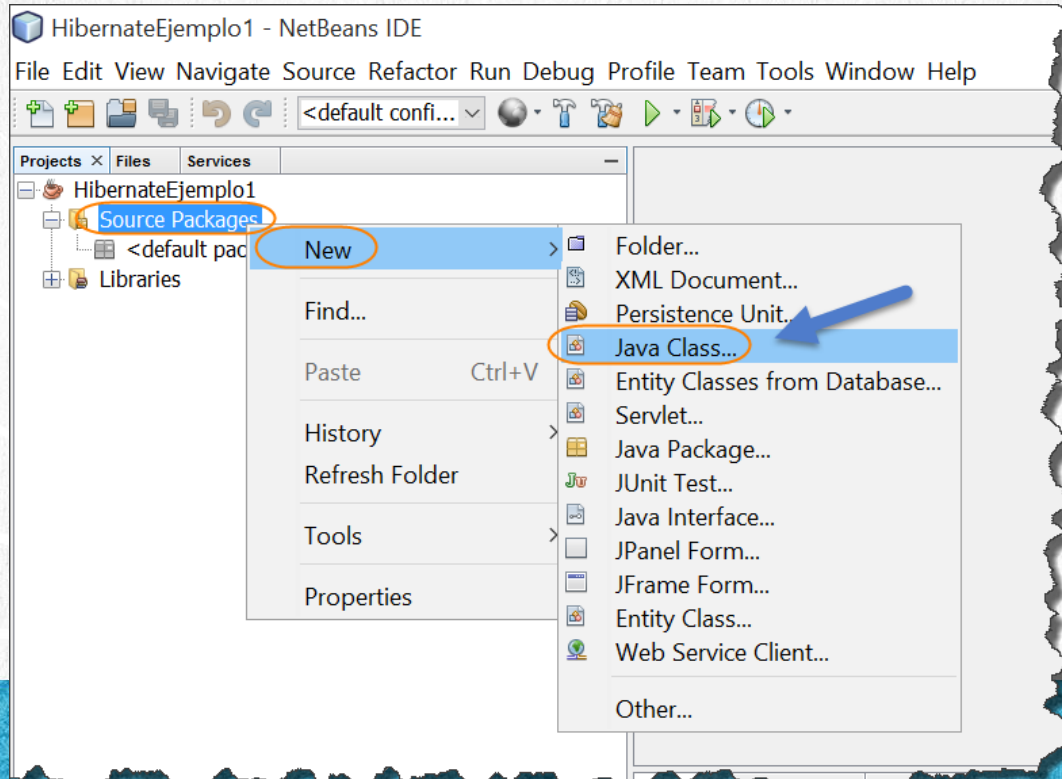 HibernateEjemplo1 - NetBeans IDE
File Edit View Navigate Source Refactor Run Debug Profile Team Tools Window Help
<default confi...
Projects Files Services
HibernateEjemplo1
Source Packages
<default pac
Libraries
New
Find...
Paste Ctrl+V
History
Refresh Folder
Tools
Properties
Folder...
XML Document...
Persistence Unit...
Java Class...
Entity Classes from Database...
Servlet...
Java Package...
JUnit Test...
Java Interface...
JPanel Form...
JFrame Form...
Entity Class...
Web Service Client...
Other...